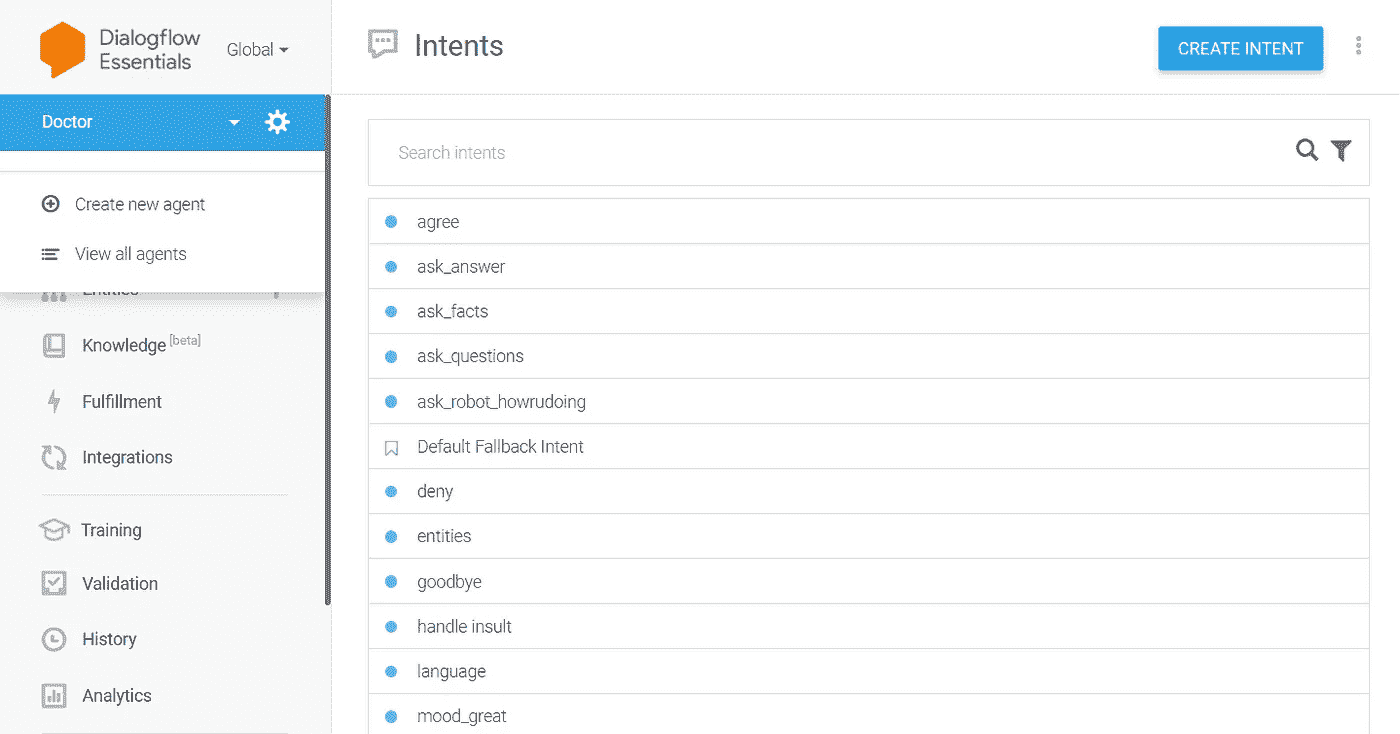 Dialogflow
Essentials
Global
Doctor
Create new agent
View all agents
Entities
Knowledge [beta]
Fulfillment
Integrations
Training
Validation
History
Analytics
Intents
CREATE INTENT
Search intents
agree
ask_answer
ask_facts
ask_questions
ask_robot_howrudoing
Default Fallback Intent
deny
entities
goodbye
handle insult
language
mood_great